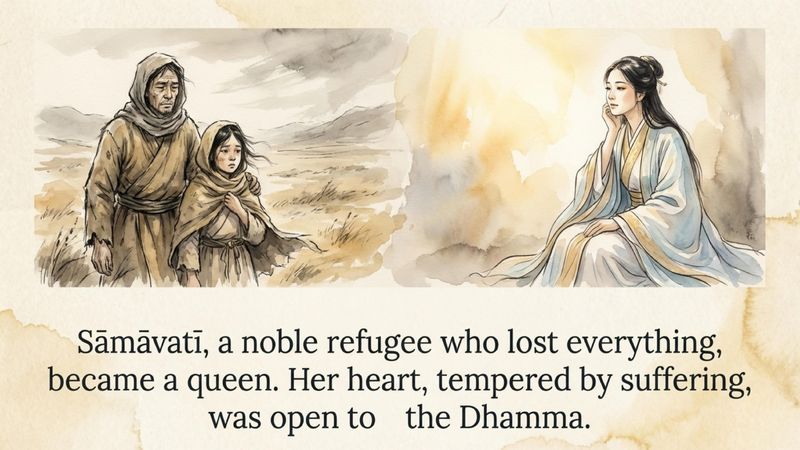 Sāmāvatī, a noble refugee who lost everything,
became a queen. Her heart, tempered by suffering,
was open to the Dhamma.